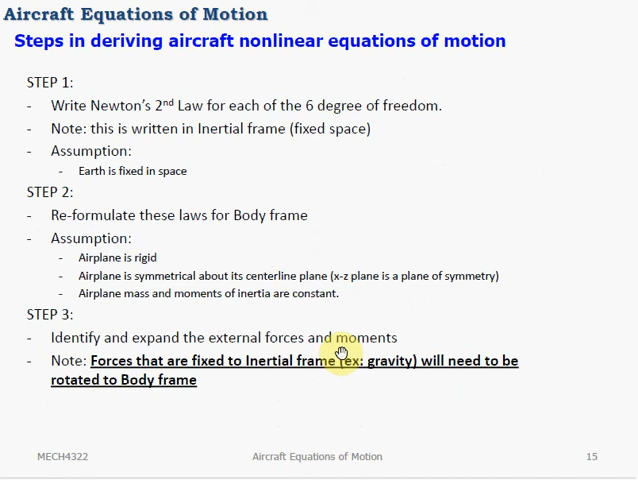 Aircraft Equations of Motion
Steps in deriving aircraft nonlinear equations of motion
STEP 1:
- Write Newton's 2nd Law for each of the 6 degree of freedom.
- Note: this is written in Inertial frame (fixed space)
- Assumption:
- Earth is fixed in space
STEP 2:
- Re-formulate these laws for Body frame
- Assumption:
- Airplane is rigid
- Airplane is symmetrical about its centerline plane (x-z plane is a plane of symmetry)
- Airplane mass and moments of inertia are constant.
STEP 3:
- Identify and expand the external forces and moments
- Note: Forces that are fixed to Inertial frame (ex: gravity) will need to be
rotated to Body frame
MECH4322 Aircraft Equations of Motion 15